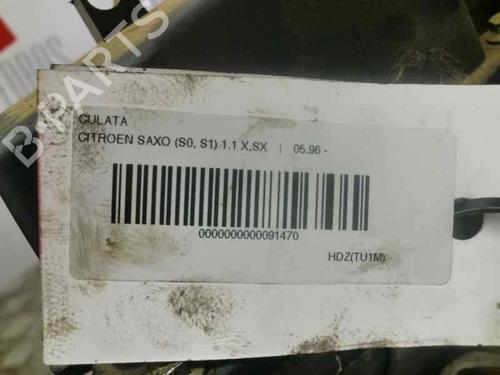 CULATA
CITROEN SAXO (S0, S1) 1.1 X,SX | 05.96 -
0000000000091470
HDZ(TU1M)
B-PARTS